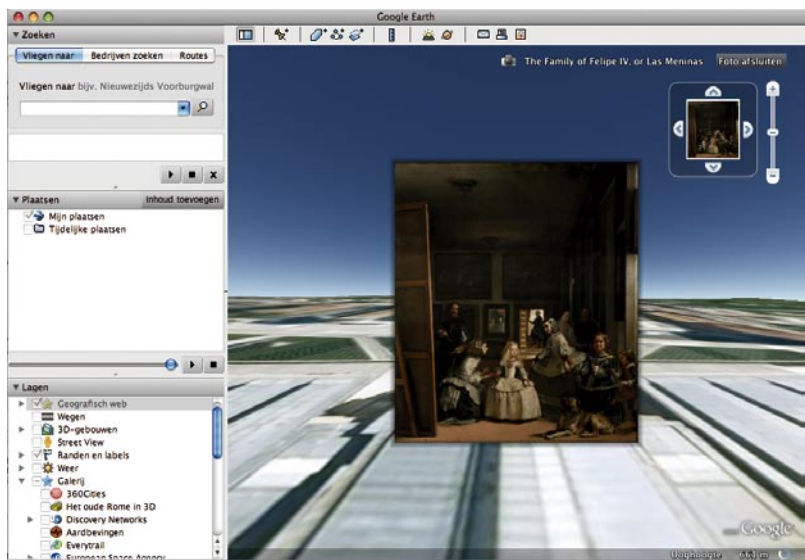 Google Earth
Zoeken
Vliegen naar Bedrijven zoeken Routes
Vliegen naar bijv. Nieuwezijds Voorburgwal
Plaatsen Inhoud toevoegen
Mijn plaatsen
Tijdelijke plaatsen
Lagen
Geografisch web
Wegen
3D-gebouwen
Street View
Randen en labels
Weer
Galerij
360Cities
Het oude Rome in 3D
Discovery Networks
Aardbevingen
Everytrail
European Space Agency
The Family of Felipe IV, or Las Meninas Foto afsluiten
Google
Ooghoogte 661 m